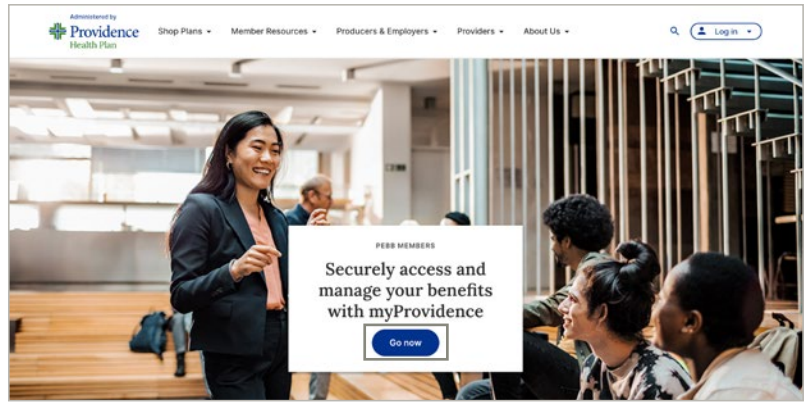 Administered by
Providence
Health Plan
Shop Plans
Member Resources
Producers & Employers
Providers
About Us
Log in
PEBB MEMBERS
Securely access and
manage your benefits
with myProvidence
Go now